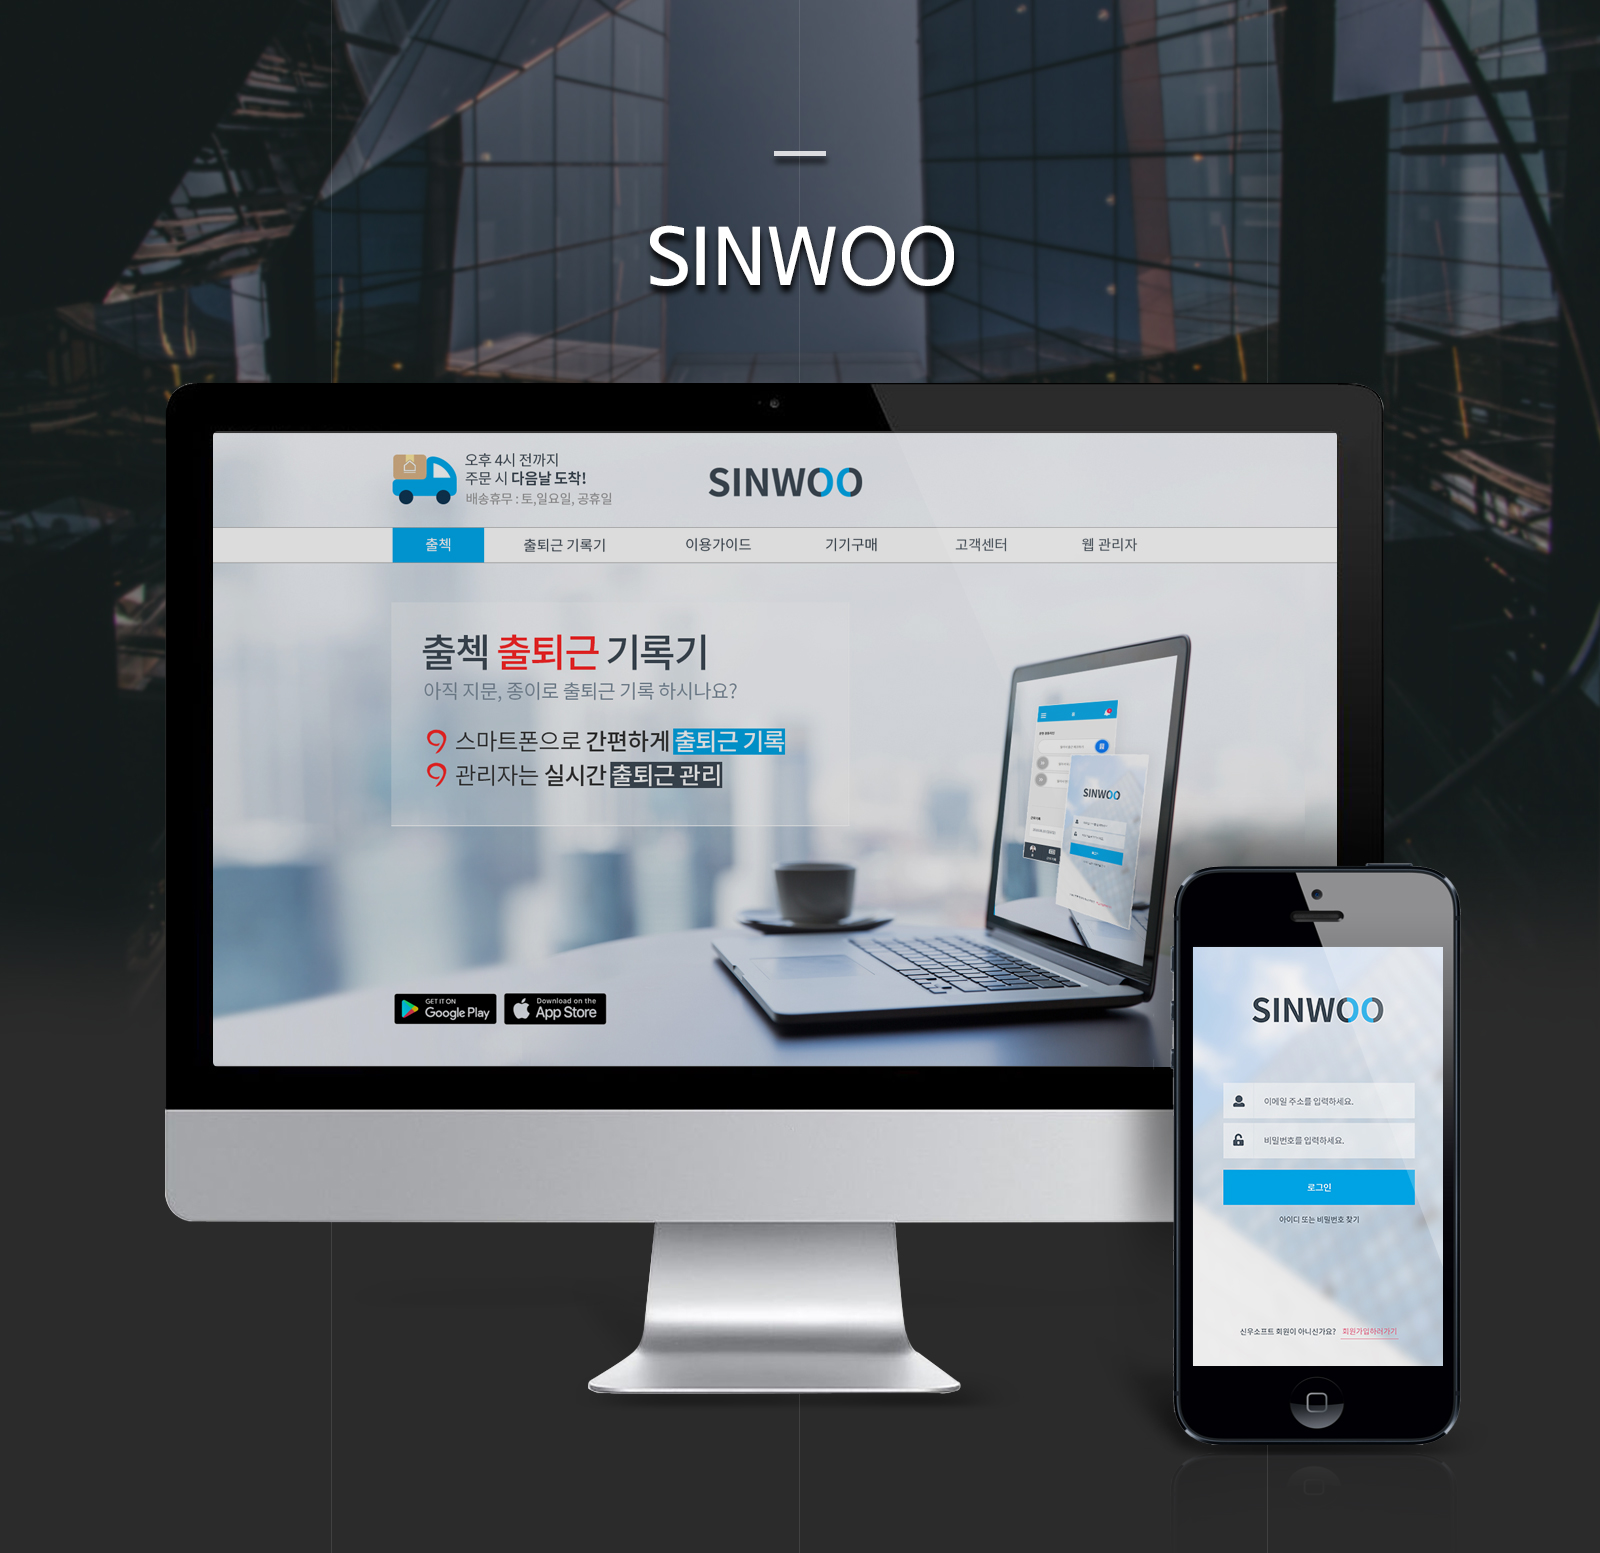 SINWOO
오후 4시 전까지
주문 시 다음날 도착!
배송휴무 : 토,일요일, 공휴일
SINWOO
출첵 출퇴근 기록기 이용가이드 기기구매 고객센터 웹 관리자
출첵 출퇴근 기록기
아직 지문, 종이로 출퇴근 기록 하시나요?
스마트폰으로 간편하게 출퇴근 기록
관리자는 실시간 출퇴근 관리
SINWOO
GET IT ON
Google Play
Download on the
App Store
SINWOO
이메일 주소를 입력하세요.
비밀번호를 입력하세요.
로그인
아이디 또는 비밀번호 찾기
신우소프트 회원이 아니신가요? 회원가입하러가기